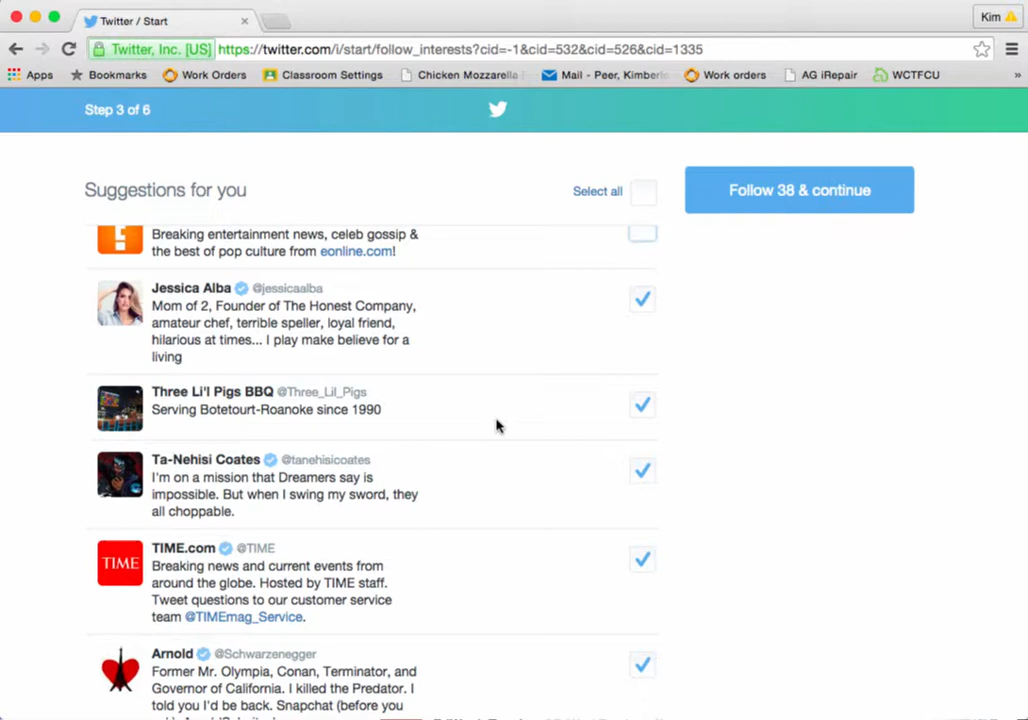 Twitter / Start
Kim
Twitter, Inc. [US] https://twitter.com/i/start/follow_interests?cid=-1&cid=532&cid=526&cid=1335
Apps Bookmarks Work Orders Classroom Settings Chicken Mozzarella Mail - Peer, Kimberl Work orders AG iRepair WCTFCU »
Step 3 of 6
Suggestions for you
Select all
Follow 38 & continue
Breaking entertainment news, celeb gossip &
the best of pop culture from eonline.com!
Jessica Alba @jessicaalba
Mom of 2, Founder of The Honest Company,
amateur chef, terrible speller, loyal friend,
hilarious at times... I play make believe for a
living
Three Li'l Pigs BBQ @Three_Lil_Pigs
Serving Botetourt-Roanoke since 1990
Ta-Nehisi Coates @tanehisicoates
I'm on a mission that Dreamers say is
impossible. But when I swing my sword, they
all choppable.
TIME
TIME.com @TIME
Breaking news and current events from
around the globe. Hosted by TIME staff.
Tweet questions to our customer service
team @TIMEmag_Service.
Arnold @Schwarzenegger
Former Mr. Olympia, Conan, Terminator, and
Governor of California. I killed the Predator. I
told you I'd be back. Snapchat (before you